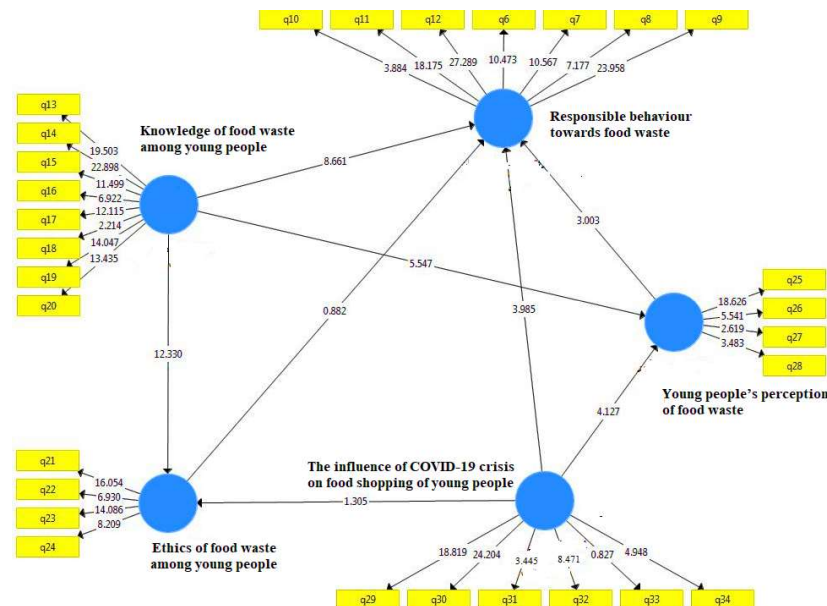 q10
q11
q12
q6
q7
q8
q9
3.884
18.175
27.289
10.473
10.567
7.177
23.958
q13
q14
q15
q16
q17
q18
q19
q20
19.503
22.898
11.499
6.922
12.115
2.214
14.047
13.435
Knowledge of food waste
among young people
Responsible behaviour
towards food waste
8.661
5.547
3.003
0.882
3.985
12.330
4.127
1.305
q25
q26
q27
q28
18.626
5.541
2.619
3.483
Young people’s perception
of food waste
The influence of COVID-19 crisis
on food shopping of young people
q21
q22
q23
q24
16.054
6.930
14.086
8.209
Ethics of food waste
among young people
18.819
24.204
3.445
8.471
0.827
4.948
q29
q30
q31
q32
q33
q34